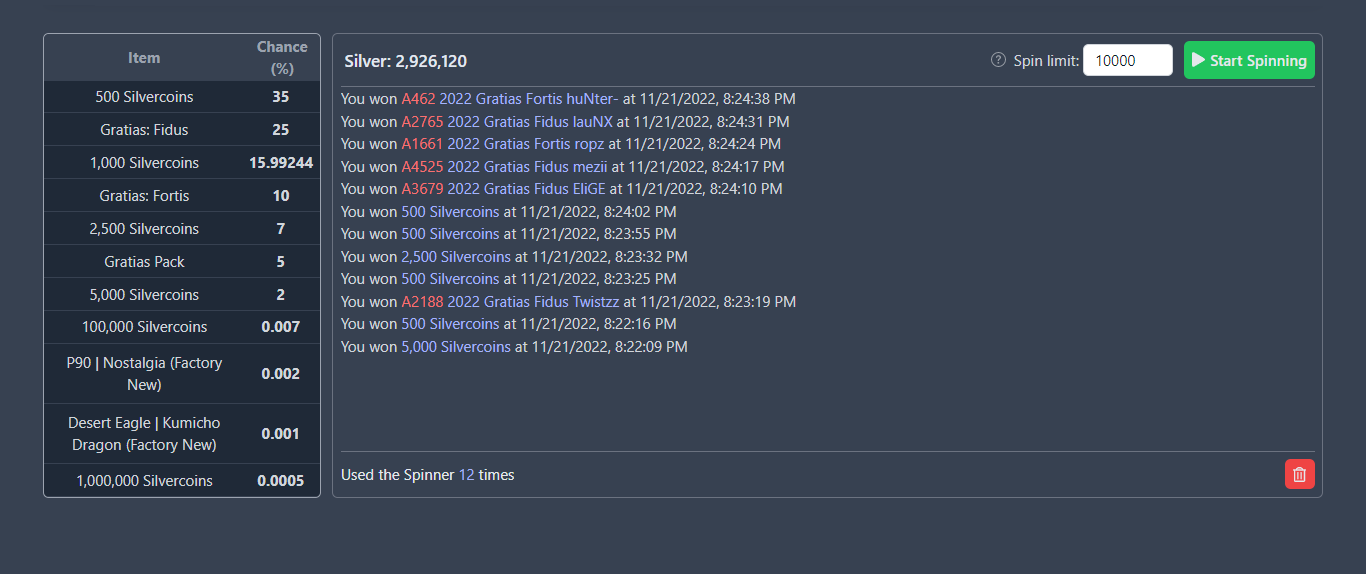 Item Chance (%)
500 Silvercoins 35
Gratias: Fidus 25
1,000 Silvercoins 15.99244
Gratias: Fortis 10
2,500 Silvercoins 7
Gratias Pack 5
5,000 Silvercoins 2
100,000 Silvercoins 0.007
P90 | Nostalgia (Factory
New) 0.002
Desert Eagle | Kumicho
Dragon (Factory New) 0.001
1,000,000 Silvercoins 0.0005
Silver: 2,926,120
? Spin limit: 10000 Start Spinning
You won A462 2022 Gratias Fortis huNter- at 11/21/2022, 8:24:38 PM
You won A2765 2022 Gratias Fidus lauNX at 11/21/2022, 8:24:31 PM
You won A1661 2022 Gratias Fortis ropz at 11/21/2022, 8:24:24 PM
You won A4525 2022 Gratias Fidus mezii at 11/21/2022, 8:24:17 PM
You won A3679 2022 Gratias Fidus EliGE at 11/21/2022, 8:24:10 PM
You won 500 Silvercoins at 11/21/2022, 8:24:02 PM
You won 500 Silvercoins at 11/21/2022, 8:23:55 PM
You won 2,500 Silvercoins at 11/21/2022, 8:23:32 PM
You won 500 Silvercoins at 11/21/2022, 8:23:25 PM
You won A2188 2022 Gratias Fidus Twistzz at 11/21/2022, 8:23:19 PM
You won 500 Silvercoins at 11/21/2022, 8:22:16 PM
You won 5,000 Silvercoins at 11/21/2022, 8:22:09 PM
Used the Spinner 12 times